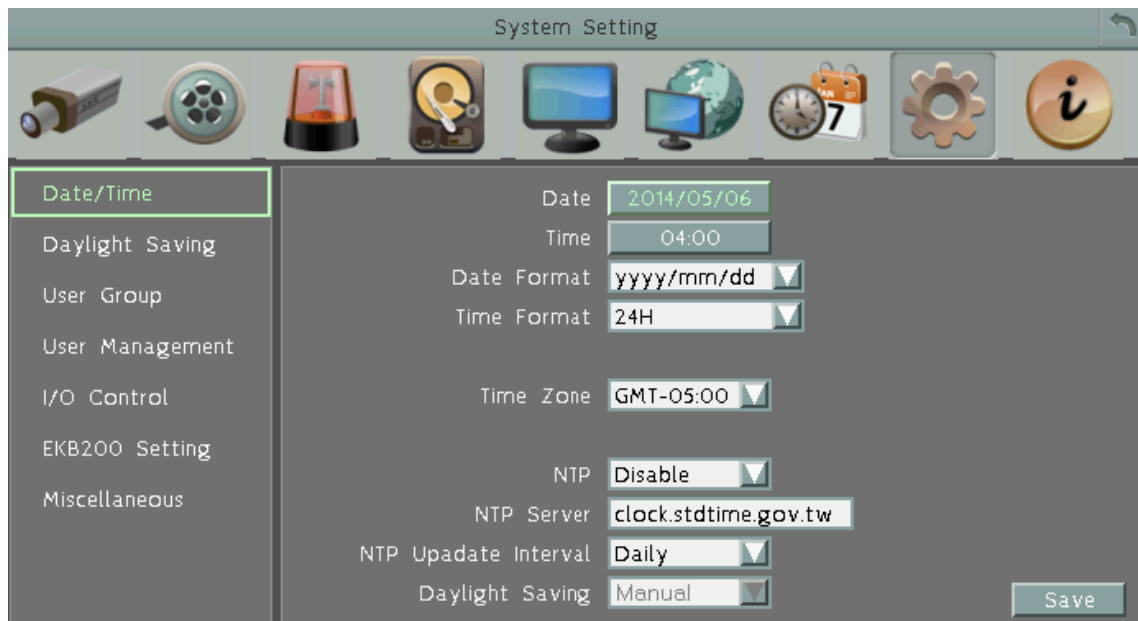 System Setting
JAN
7
i
Date/Time
Daylight Saving
User Group
User Management
I/O Control
EKB200 Setting
Miscellaneous
Date 2014/05/06
Time 04:00
Date Format yyyy/mm/dd
Time Format 24H
Time Zone GMT-05:00
NTP Disable
NTP Server clock.stdtime.gov.tw
NTP Upadate Interval Daily
Daylight Saving Manual
Save